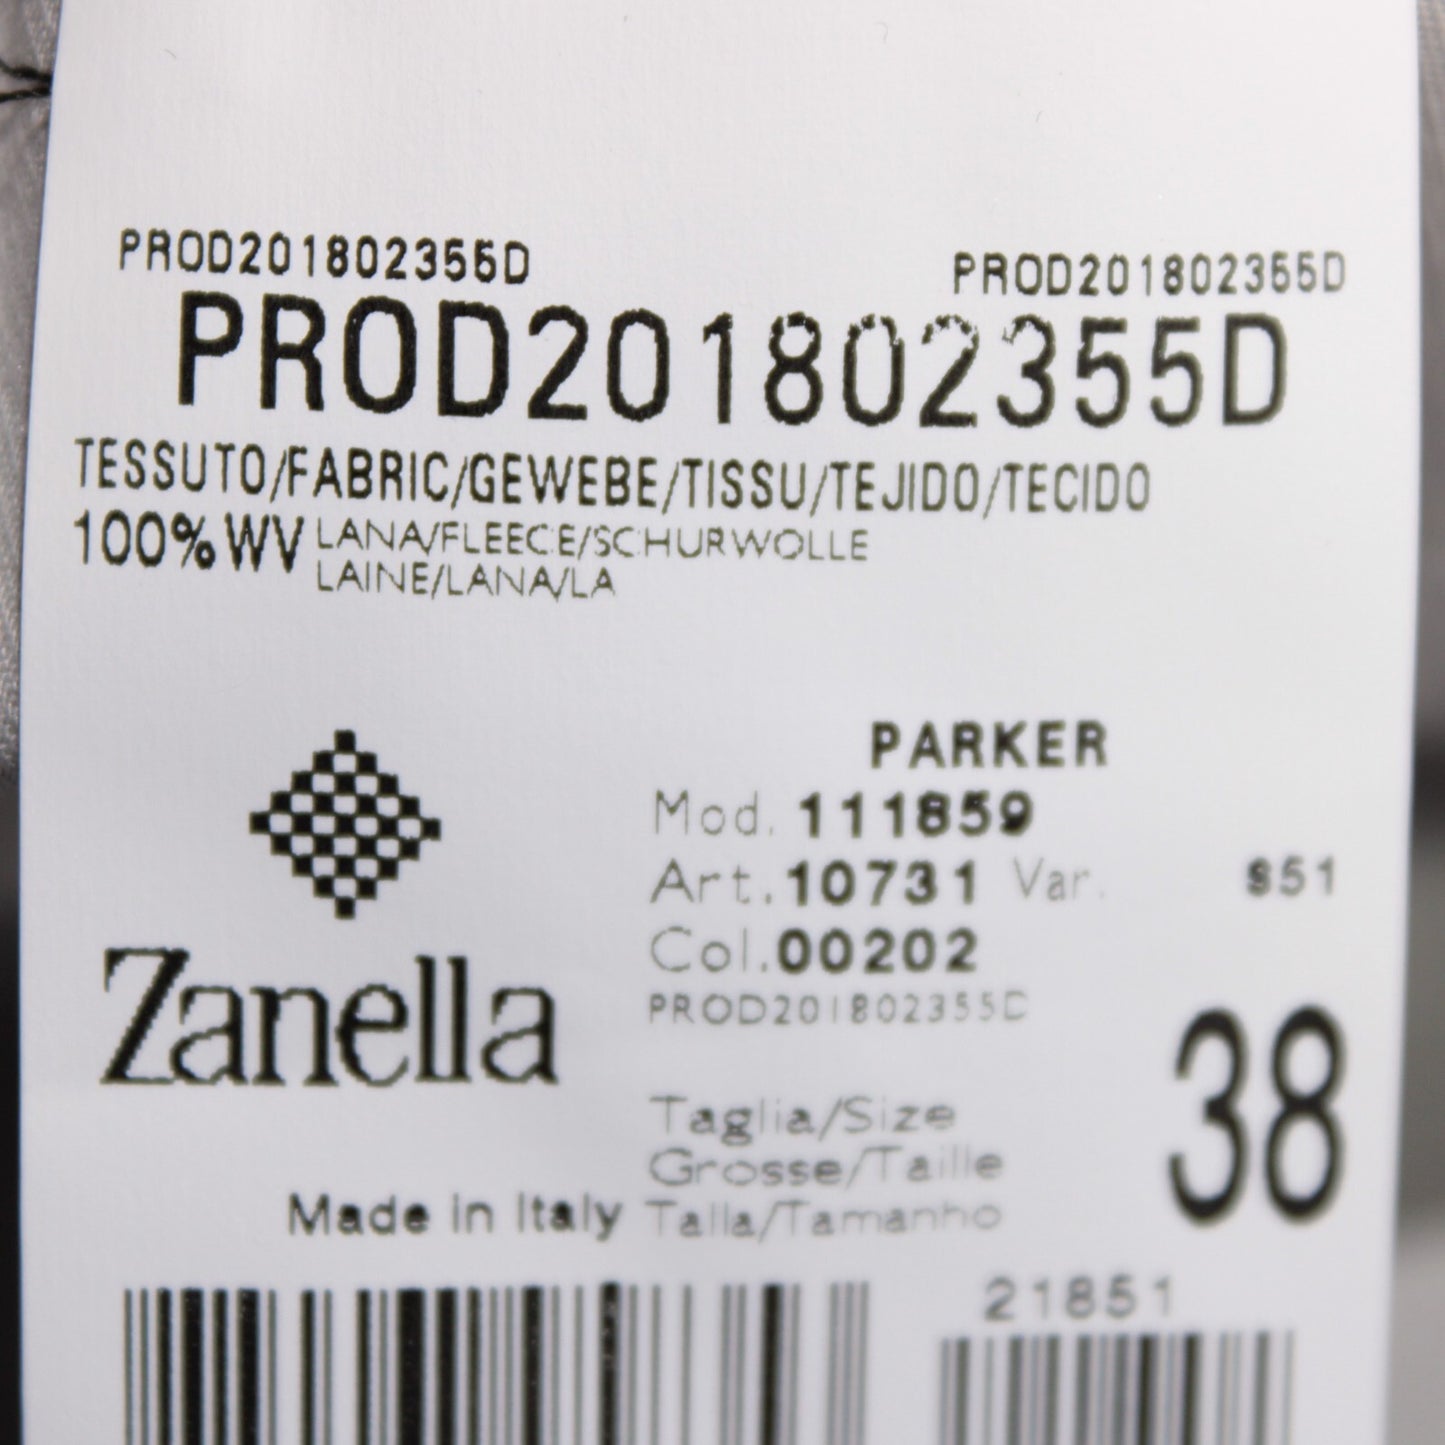 PROD201802355D PROD201802355D
PROD201802355D
TESSUTO/FABRIC/GEWEBE/TISSU/TEJIDO/TECIDO
100% WV LANA/FLEECE/SCHURWOLLE
LAINE/LANA/LA
PARKER
Mod. 111859
Art. 10731 Var. S51
Col. 00202
PROD201802355D
Zanella
38
Taglia/Size
Grosse/Taille
Made in Italy Talla/Tamanho
21851